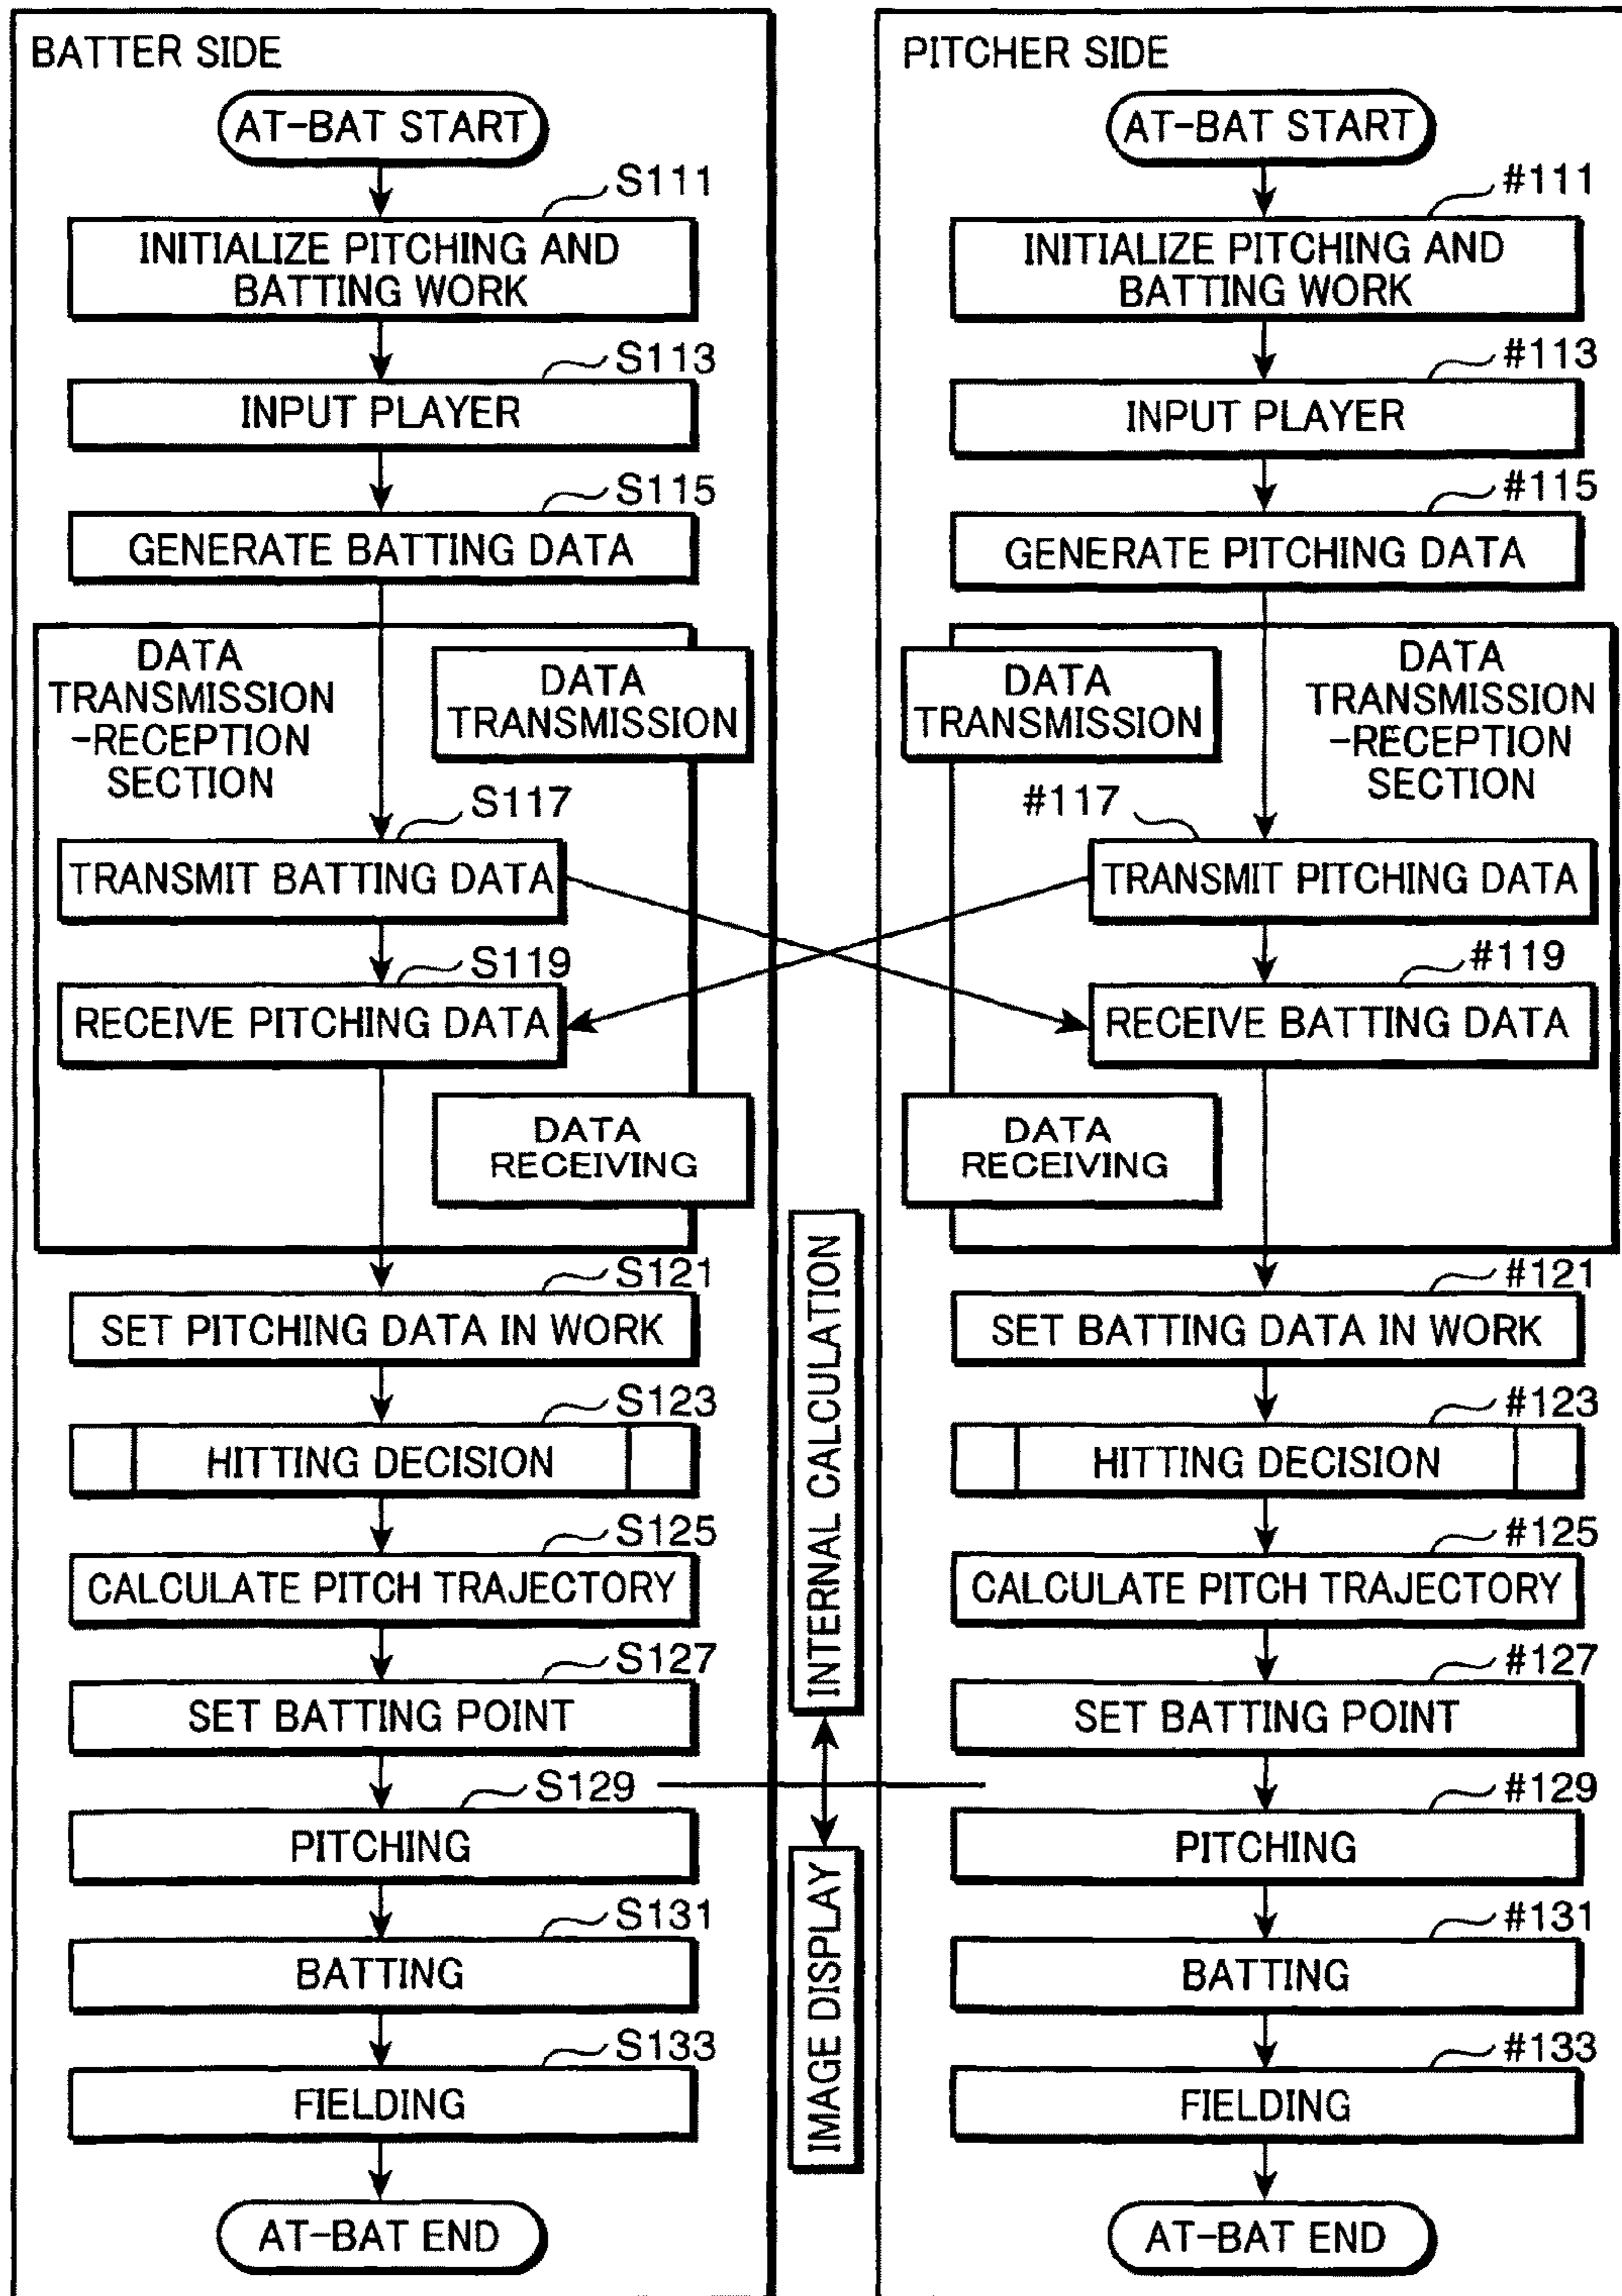 BATTER SIDE
AT-BAT START
S111
INITIALIZE PITCHING AND
BATTING WORK
S113
INPUT PLAYER
S115
GENERATE BATTING DATA
DATA
TRANSMISSION
-RECEPTION
SECTION
DATA
TRANSMISSION
S117
TRANSMIT BATTING DATA
S119
RECEIVE PITCHING DATA
DATA
RECEIVING
S121
SET PITCHING DATA IN WORK
S123
HITTING DECISION
S125
CALCULATE PITCH TRAJECTORY
S127
SET BATTING POINT
S129
PITCHING
S131
BATTING
S133
FIELDING
AT-BAT END
INTERNAL CALCULATION
IMAGE DISPLAY
PITCHER SIDE
AT-BAT START
#111
INITIALIZE PITCHING AND
BATTING WORK
#113
INPUT PLAYER
#115
GENERATE PITCHING DATA
DATA
TRANSMISSION
DATA
TRANSMISSION
-RECEPTION
SECTION
#117
TRANSMIT PITCHING DATA
#119
RECEIVE BATTING DATA
DATA
RECEIVING
#121
SET BATTING DATA IN WORK
#123
HITTING DECISION
#125
CALCULATE PITCH TRAJECTORY
#127
SET BATTING POINT
#129
PITCHING
#131
BATTING
#133
FIELDING
AT-BAT END